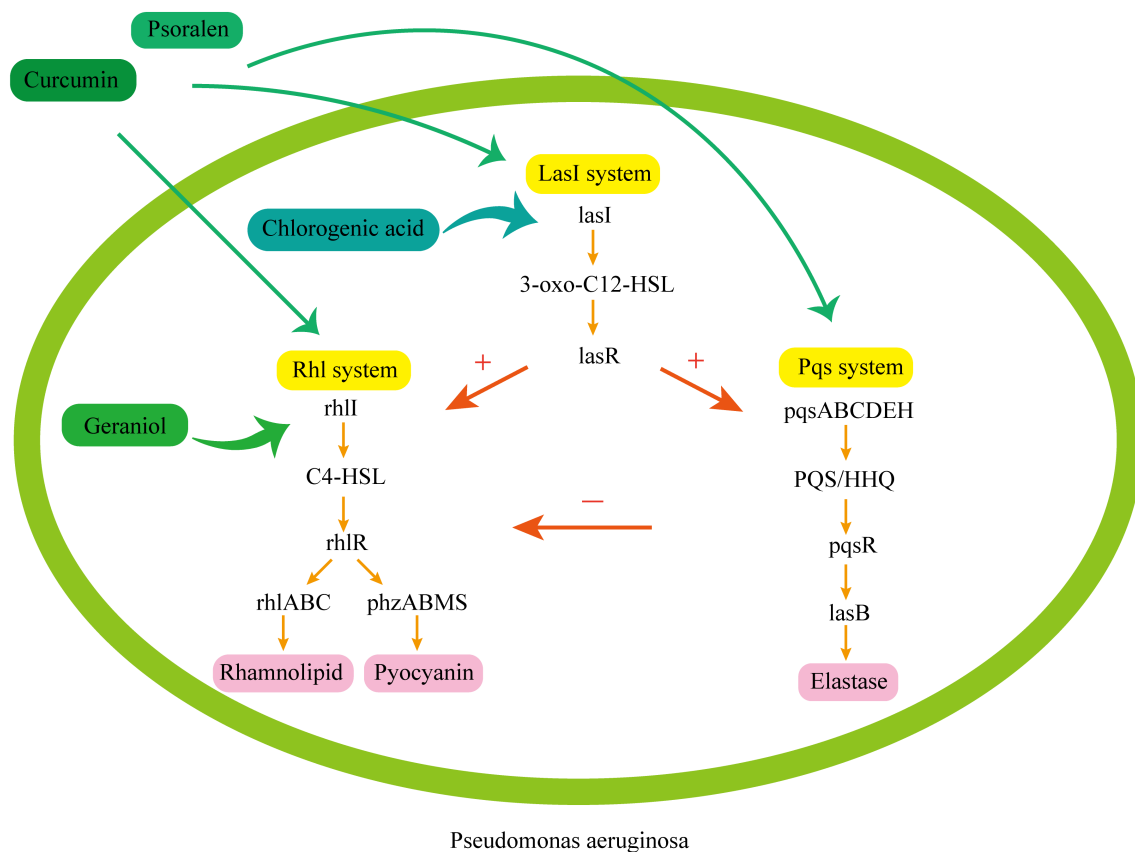 Psoralen
Curcumin
LasI system
lasI
Chlorogenic acid
3-oxo-C12-HSL
lasR
+
+
Rhl system
Pqs system
rhlI
pqsABCDEH
Geraniol
C4-HSL
PQS/HHQ
—
rhlR
pqsR
rhlABC
phzABMS
lasB
Rhamnolipid
Pyocyanin
Elastase
Pseudomonas aeruginosa